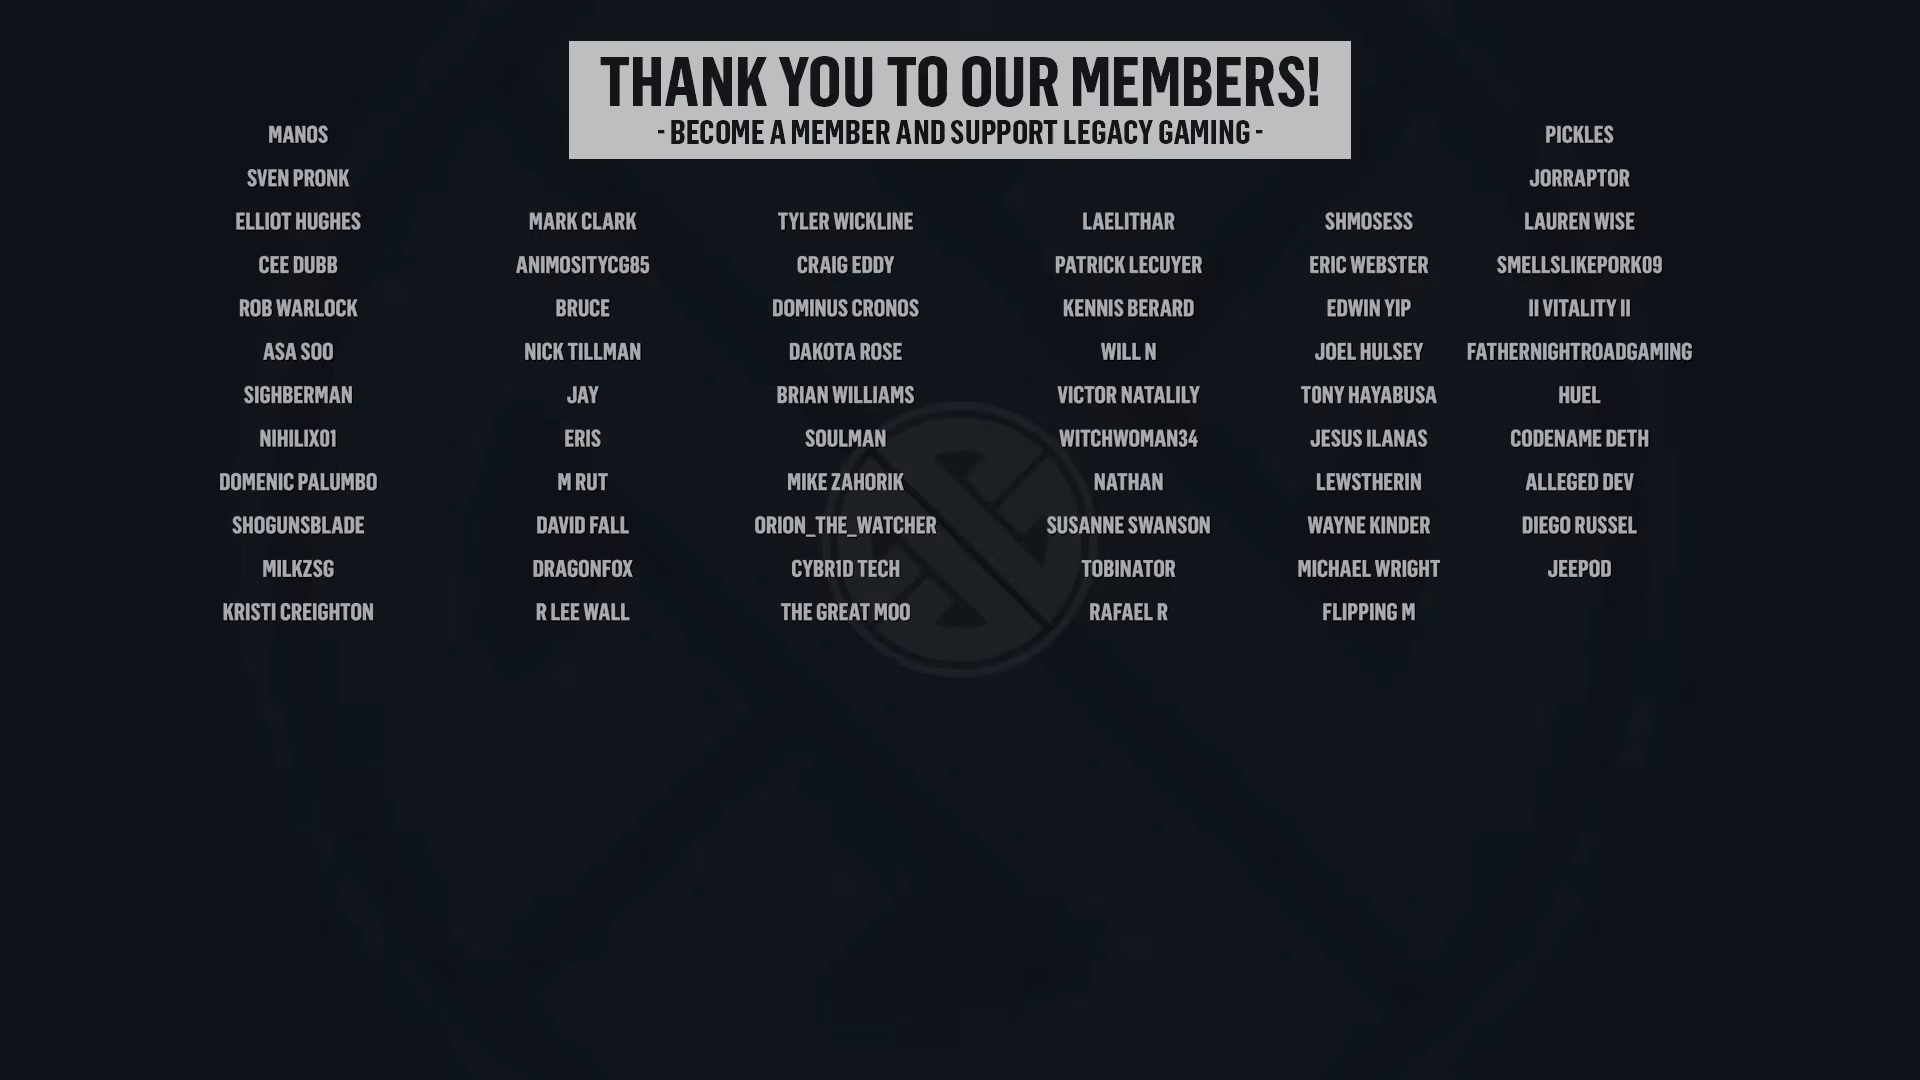 THANK YOU TO OUR MEMBERS!
- BECOME A MEMBER AND SUPPORT LEGACY GAMING -
MANOS
SVEN PRONK
ELLIOT HUGHES
CEE DUBB
ROB WARLOCK
ASA SOO
SIGHBERMAN
NIHILIX01
DOMENIC PALUMBO
SHOGUNSBLADE
MILKZSG
KRISTI CREIGHTON
MARK CLARK
ANIMOSITYCG85
BRUCE
NICK TILLMAN
JAY
ERIS
M RUT
DAVID FALL
DRAGONFOX
R LEE WALL
TYLER WICKLINE
CRAIG EDDY
DOMINUS CRONOS
DAKOTA ROSE
BRIAN WILLIAMS
SOULMAN
MIKE ZAHORIK
ORION_THE_WATCHER
CYBR1D TECH
THE GREAT MOO
LAELITHAR
PATRICK LECUYER
KENNIS BERARD
WILL N
VICTOR NATALILY
WITCHWOMAN34
NATHAN
SUSANNE SWANSON
TOBINATOR
RAFAEL R
SHMOSESS
ERIC WEBSTER
EDWIN YIP
JOEL HULSEY
TONY HAYABUSA
JESUS ILANAS
LEWSTHERIN
WAYNE KINDER
MICHAEL WRIGHT
FLIPPING M
PICKLES
JORRAPTOR
LAUREN WISE
SMELLSLIKEPORK09
II VITALITY II
FATHERNIGHTROADGAMING
HUEL
CODENAME DETH
ALLEGED DEV
DIEGO RUSSEL
JEEPOD